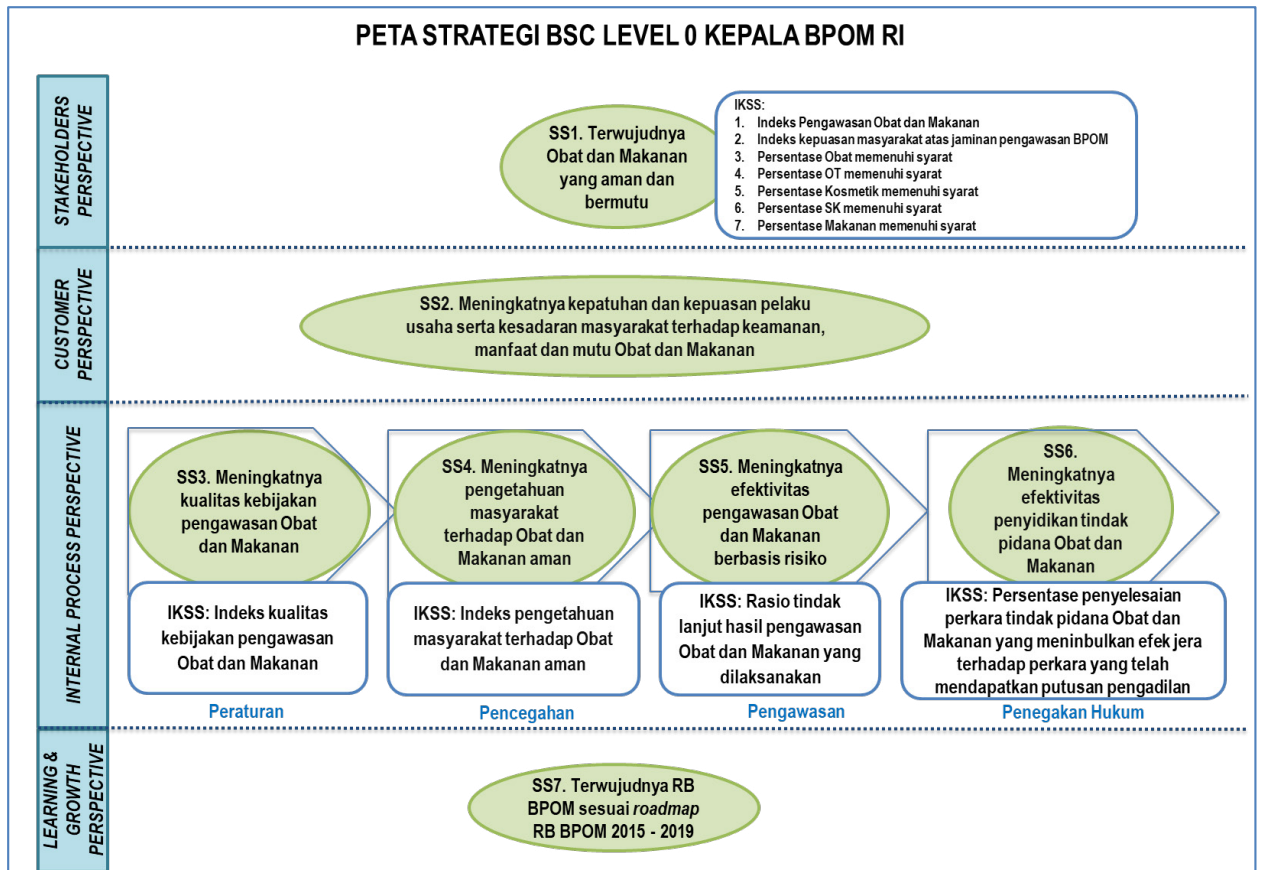 PETA STRATEGI BSC LEVEL 0 KEPALA BPOM RI
STAKEHOLDERS
PERSPECTIVE
SS1. Terwujudnya
Obat dan Makanan
yang aman dan
bermutu
IKSS:
1. Indeks Pengawasan Obat dan Makanan
2. Indeks kepuasan masyarakat atas jaminan pengawasan BPOM
3. Persentase Obat memenuhi syarat
4. Persentase OT memenuhi syarat
5. Persentase Kosmetik memenuhi syarat
6. Persentase SK memenuhi syarat
7. Persentase Makanan memenuhi syarat
CUSTOMER
PERSPECTIVE
SS2. Meningkatnya kepatuhan dan kepuasan pelaku
usaha serta kesadaran masyarakat terhadap keamanan,
manfaat dan mutu Obat dan Makanan
INTERNAL PROCESS PERSPECTIVE
SS3. Meningkatnya
kualitas kebijakan
pengawasan Obat
dan Makanan
IKSS: Indeks kualitas
kebijakan pengawasan
Obat dan Makanan
Peraturan
SS4. Meningkatnya
pengetahuan
masyarakat
terhadap Obat dan
Makanan aman
IKSS: Indeks pengetahuan
masyarakat terhadap Obat
dan Makanan aman
Pencegahan
SS5. Meningkatnya
efektivitas
pengawasan Obat
dan Makanan
berbasis risiko
IKSS: Rasio tindak
lanjut hasil pengawasan
Obat dan Makanan yang
dilaksanakan
Pengawasan
SS6.
Meningkatnya
efektivitas
penyidikan tindak
pidana Obat dan
Makanan
IKSS: Persentase penyelesaian
perkara tindak pidana Obat dan
Makanan yang meninbulkan efek jera
terhadap perkara yang telah
mendapatkan putusan pengadilan
Penegakan Hukum
LEARNING &
GROWTH
PERSPECTIVE
SS7. Terwujudnya RB
BPOM sesuai roadmap
RB BPOM 2015 - 2019